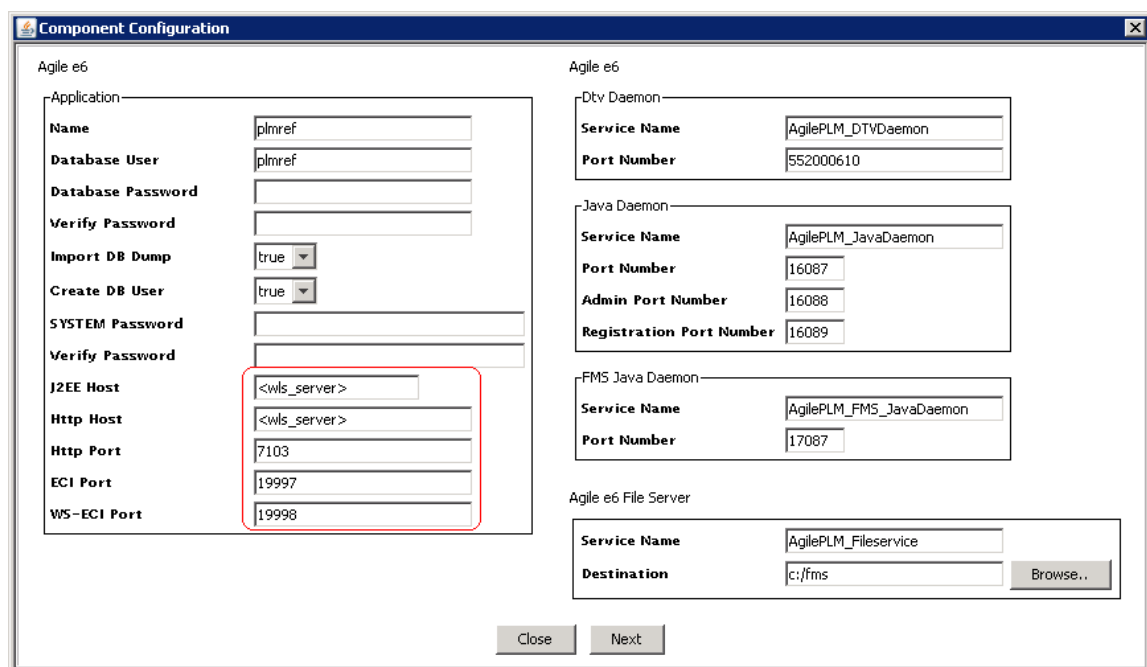 Component Configuration
Agile e6
Application
Name plmref
Database User plmref
Database Password
Verify Password
Import DB Dump true
Create DB User true
SYSTEM Password
Verify Password
J2EE Host <wls_server>
Http Host <wls_server>
Http Port 7103
ECI Port 19997
WS-ECI Port 19998
Agile e6
Dtv Daemon
Service Name AgilePLM_DTVDaemon
Port Number 552000610
Java Daemon
Service Name AgilePLM_JavaDaemon
Port Number 16087
Admin Port Number 16088
Registration Port Number 16089
FMS Java Daemon
Service Name AgilePLM_FMS_JavaDaemon
Port Number 17087
Agile e6 File Server
Service Name AgilePLM_Fileservice
Destination c:/fms Browse..
Close Next